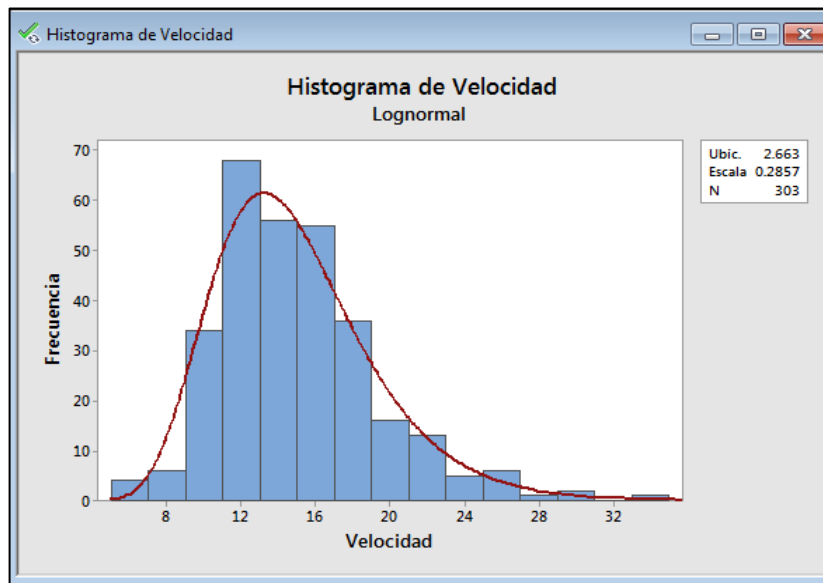 Histograma de Velocidad
Histograma de Velocidad
Lognormal
Ubic. 2.663
Escala 0.2857
N 303
70
60
50
40
30
20
10
0
Frecuencia
8 12 16 20 24 28 32
Velocidad